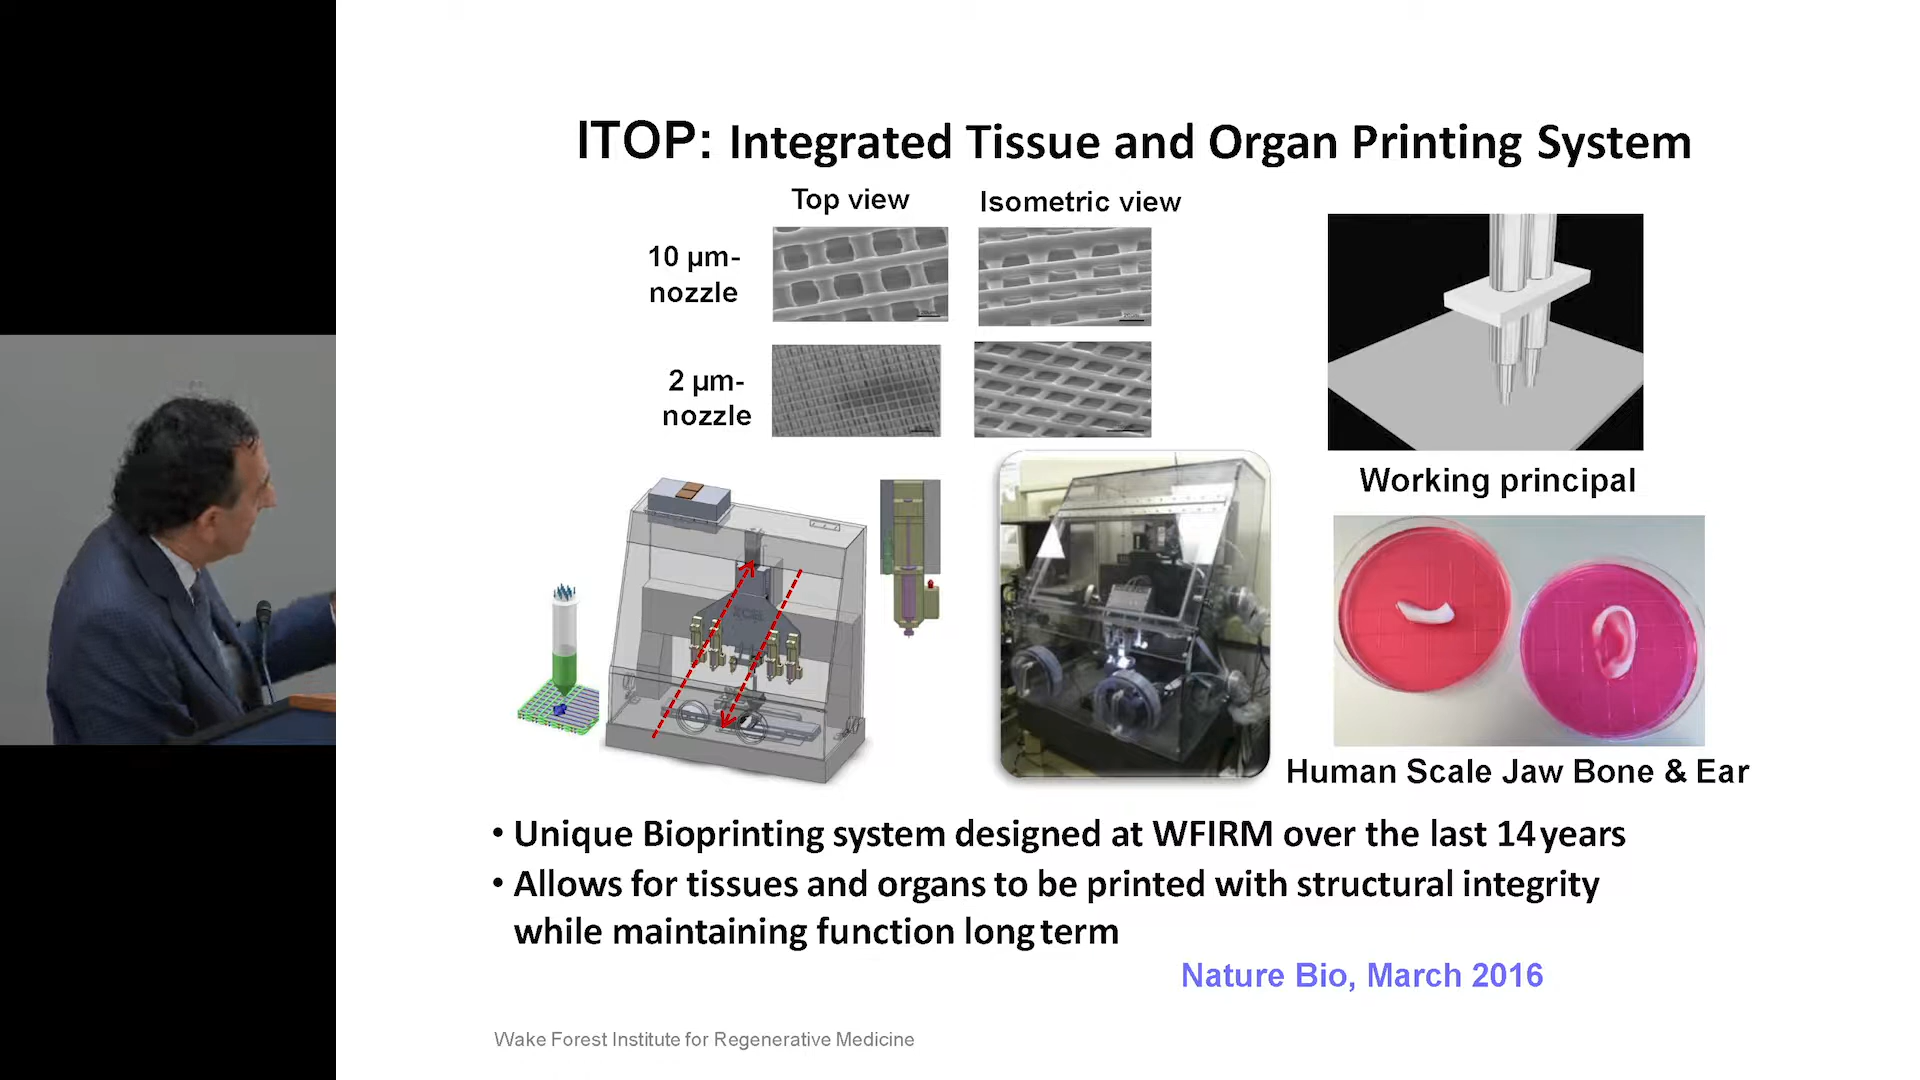 ITOP: Integrated Tissue and Organ Printing System
Top view
Isometric view
10 µm-
nozzle
2 µm-
nozzle
Working principal
Human Scale Jaw Bone & Ear
• Unique Bioprinting system designed at WFIRM over the last 14 years
• Allows for tissues and organs to be printed with structural integrity
while maintaining function long term
Nature Bio, March 2016
Wake Forest Institute for Regenerative Medicine